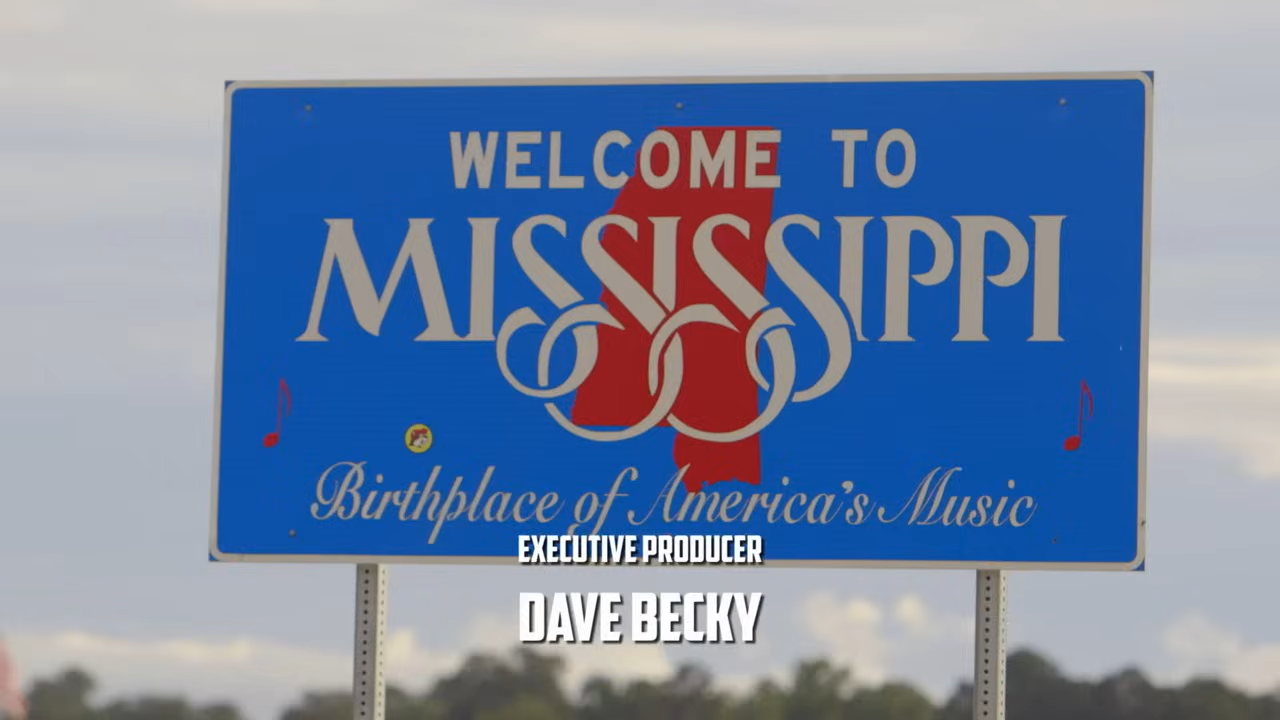 WELCOME TO
MISSISSIPPI
Birthplace of America's Music
EXECUTIVE PRODUCER
DAVE BECKY